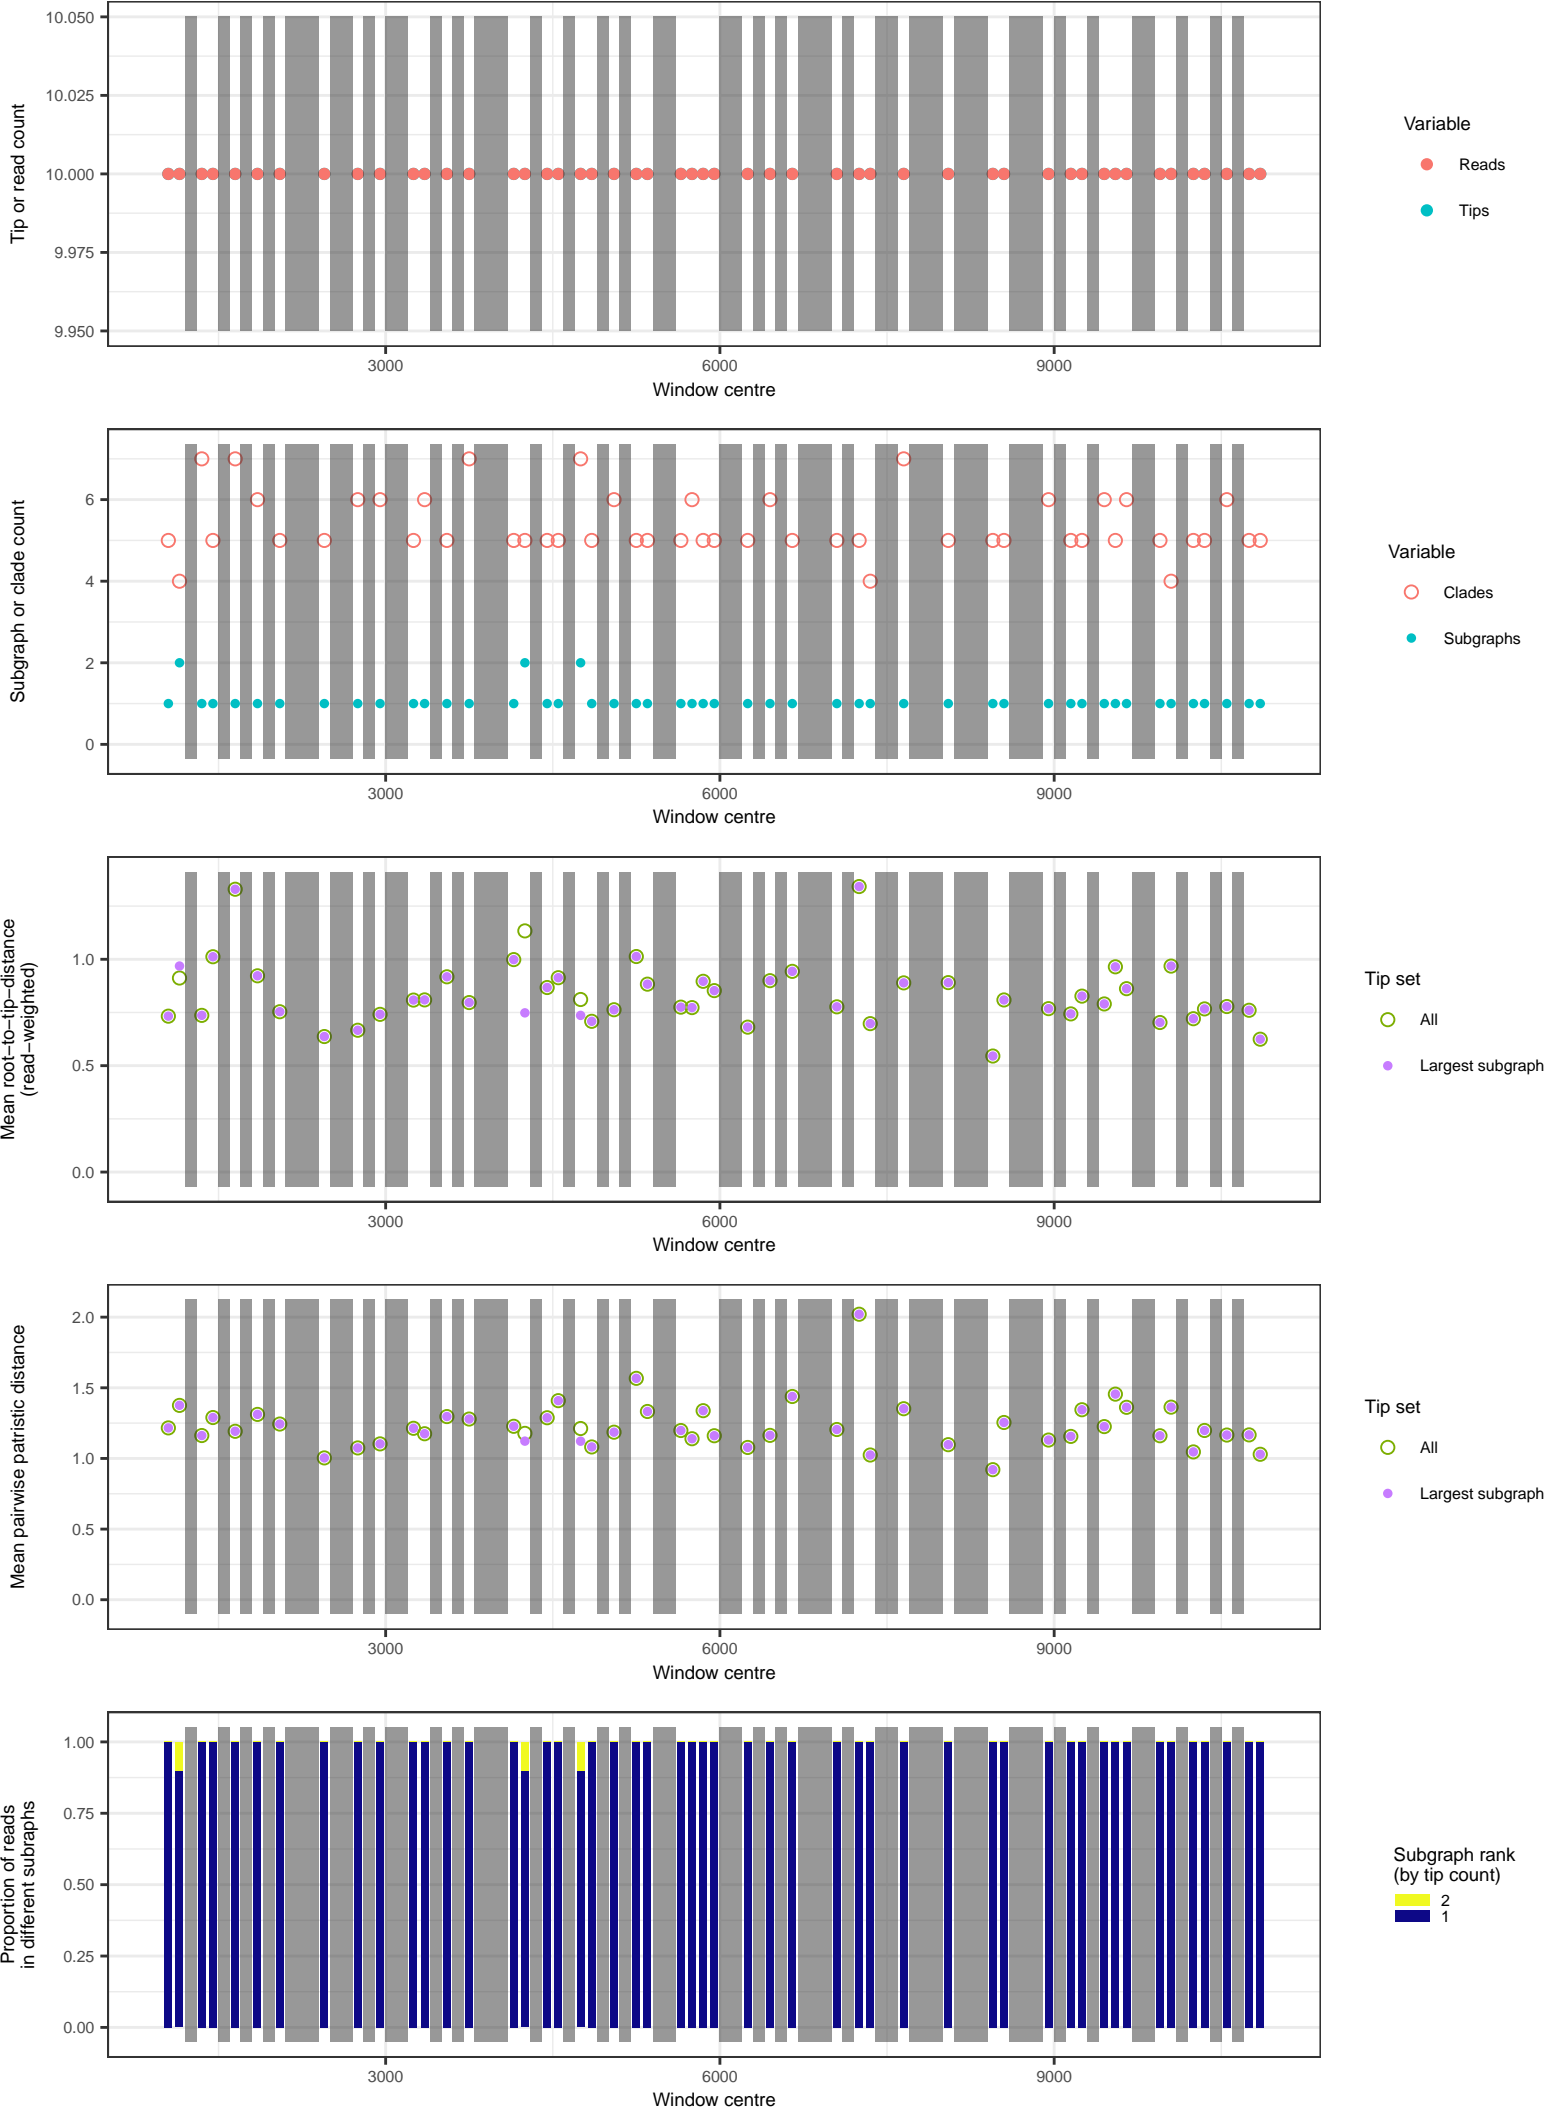 10.050
10.025
10.000
9.975
9.950
Tip or read count
3000
6000
9000
Window centre
Variable
Reads
Tips
6
4
2
0
Subgraph or clade count
3000
6000
9000
Window centre
Variable
Clades
Subgraphs
1.0
0.5
0.0
Mean root−to−tip−distance
(read−weighted)
3000
6000
9000
Window centre
Tip set
All
Largest subgraph
2.0
1.5
1.0
0.5
0.0
Mean pairwise patristic distance
3000
6000
9000
Window centre
Tip set
All
Largest subgraph
1.00
0.75
0.50
0.25
0.00
Proportion of reads
in different subraphs
3000
6000
9000
Window centre
Subgraph rank
(by tip count)
2
1